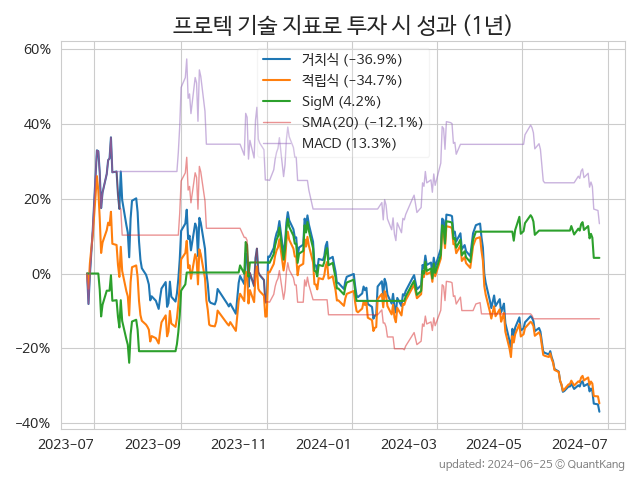 프로텍 기술 지표로 투자 시 성과 (1년)
60%
40%
20%
0%
−20%
−40%
거치식 (−36.9%)
적립식 (−34.7%)
SigM (4.2%)
SMA(20) (−12.1%)
MACD (13.3%)
2023-07 2023-09 2023-11 2024-01 2024-03 2024-05 2024-07
updated: 2024-06-25 ⓒ QuantKang